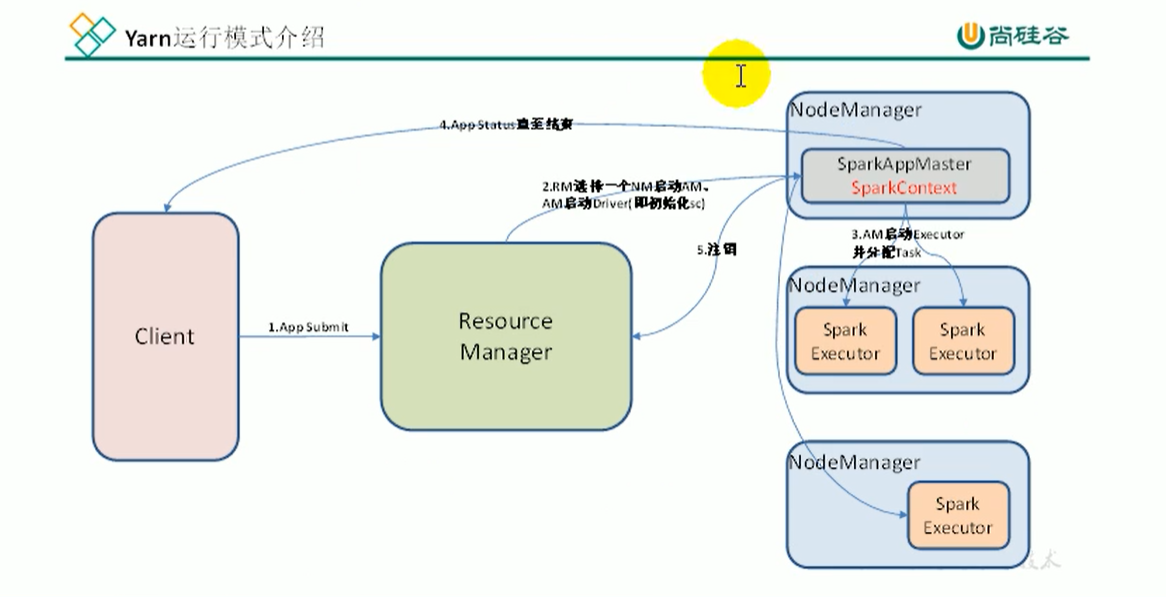 Yarn运行模式介绍
尚硅谷
4.App Status直至结束
NodeManager
SparkAppMaster
SparkContext
2.RM选择一个NM启动AM、
AM启动Driver(即初始化sc)
3.AM启动Executor
并分配Task
5.注销
Client
1.App Submit
Resource
Manager
NodeManager
Spark
Executor
Spark
Executor
NodeManager
Spark
Executor
技术